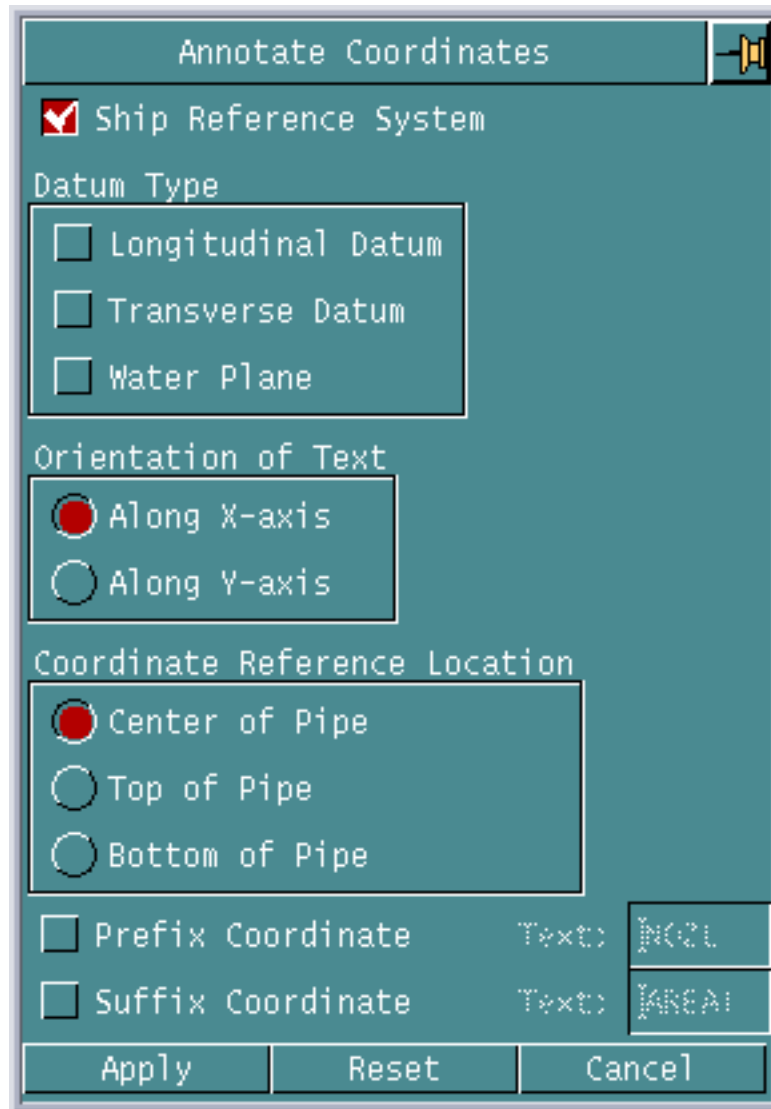 Annotate Coordinates
Ship Reference System
Datum Type
Longitudinal Datum
Transverse Datum
Water Plane
Orientation of Text
Along X-axis
Along Y-axis
Coordinate Reference Location
Center of Pipe
Top of Pipe
Bottom of Pipe
Prefix Coordinate Text: NOZL
Suffix Coordinate Text: AREA1
Apply Reset Cancel